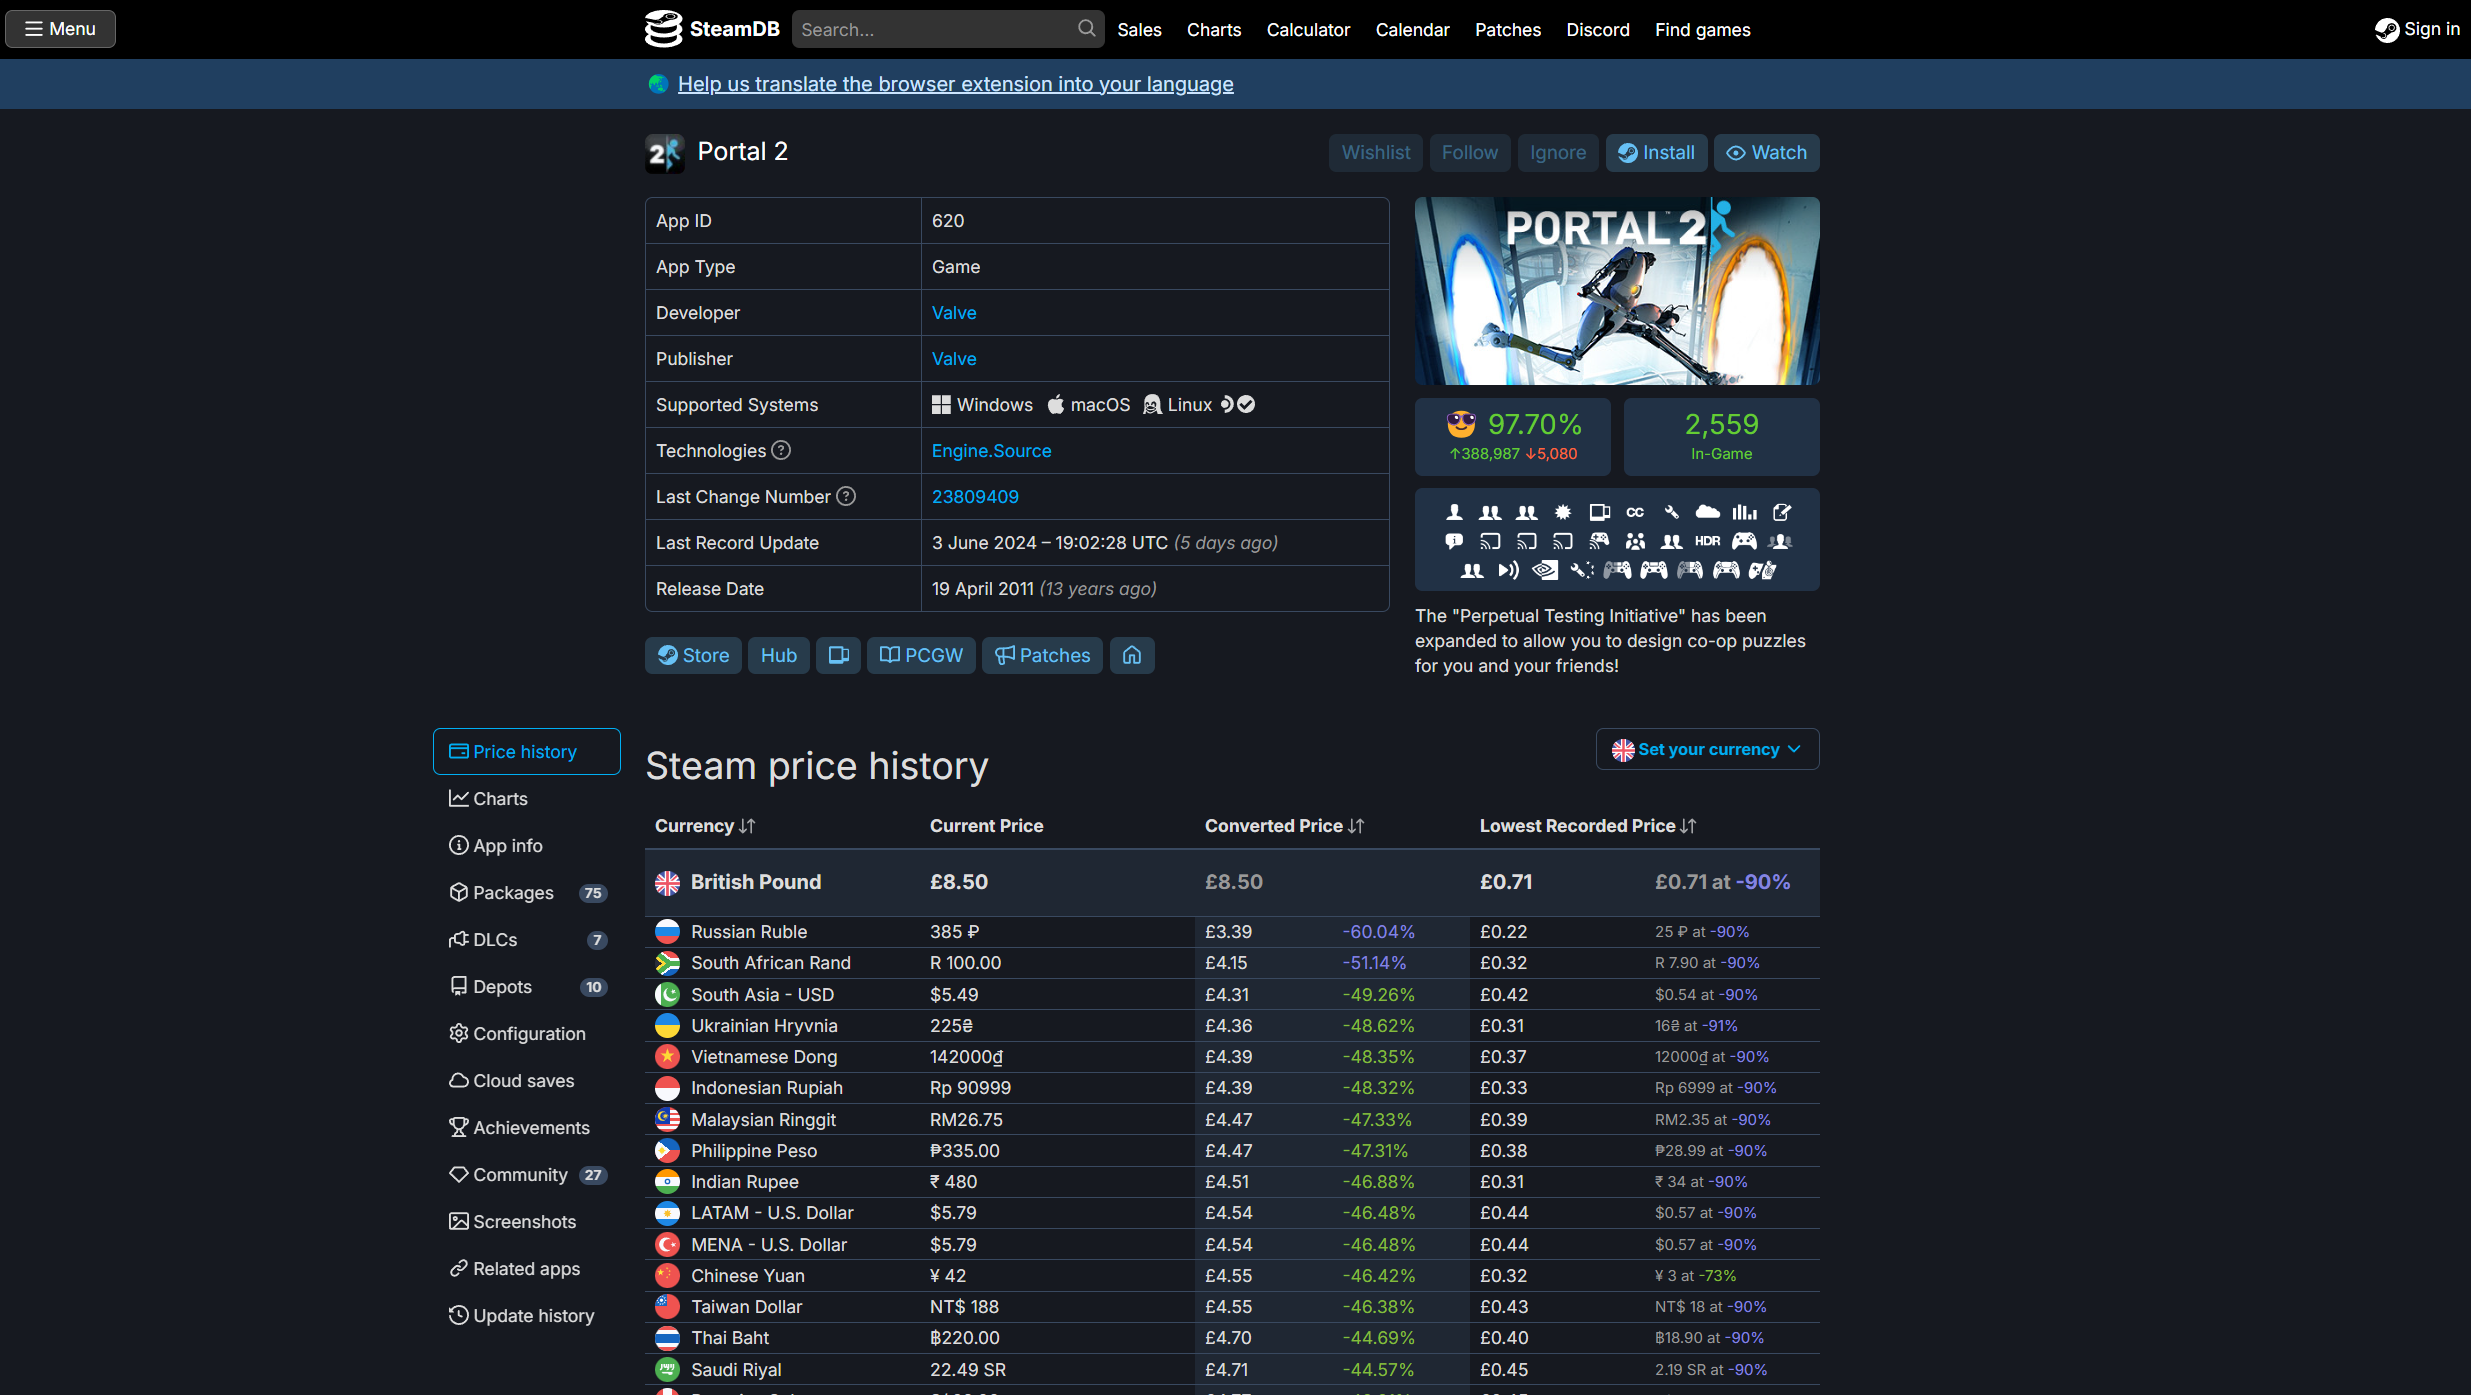 Menu
SteamDB
Search...
Sales
Charts
Calculator
Calendar
Patches
Discord
Find games
Sign in
Help us translate the browser extension into your language
2
Portal 2
Wishlist
Follow
Ignore
Install
Watch
App ID 620
App Type Game
Developer Valve
Publisher Valve
Supported Systems Windows macOS Linux
Technologies Engine.Source
Last Change Number 23809409
Last Record Update 3 June 2024 – 19:02:28 UTC (5 days ago)
Release Date 19 April 2011 (13 years ago)
Store
Hub
PCGW
Patches
PORTAL 2
97.70%
↑388,987 ↓5,080
2,559
In-Game
CC
HDR
The "Perpetual Testing Initiative" has been
expanded to allow you to design co-op puzzles
for you and your friends!
Price history
Charts
App info
Packages 75
DLCs 7
Depots 10
Configuration
Cloud saves
Achievements
Community 27
Screenshots
Related apps
Update history
Steam price history
Set your currency
Currency Current Price Converted Price Lowest Recorded Price
British Pound £8.50 £8.50 £0.71 £0.71 at -90%
Russian Ruble 385 ₽ £3.39 -60.04% £0.22 25 ₽ at -90%
South African Rand R 100.00 £4.15 -51.14% £0.32 R 7.90 at -90%
South Asia - USD $5.49 £4.31 -49.26% £0.42 $0.54 at -90%
Ukrainian Hryvnia 225₴ £4.36 -48.62% £0.31 16₴ at -91%
Vietnamese Dong 142000₫ £4.39 -48.35% £0.37 12000₫ at -90%
Indonesian Rupiah Rp 90999 £4.39 -48.32% £0.33 Rp 6999 at -90%
Malaysian Ringgit RM26.75 £4.47 -47.33% £0.39 RM2.35 at -90%
Philippine Peso ₱335.00 £4.47 -47.31% £0.38 ₱28.99 at -90%
Indian Rupee ₹ 480 £4.51 -46.88% £0.31 ₹ 34 at -90%
LATAM - U.S. Dollar $5.79 £4.54 -46.48% £0.44 $0.57 at -90%
MENA - U.S. Dollar $5.79 £4.54 -46.48% £0.44 $0.57 at -90%
Chinese Yuan ¥ 42 £4.55 -46.42% £0.32 ¥ 3 at -73%
Taiwan Dollar NT$ 188 £4.55 -46.38% £0.43 NT$ 18 at -90%
Thai Baht ฿220.00 £4.70 -44.69% £0.40 ฿18.90 at -90%
Saudi Riyal 22.49 SR £4.71 -44.57% £0.45 2.19 SR at -90%